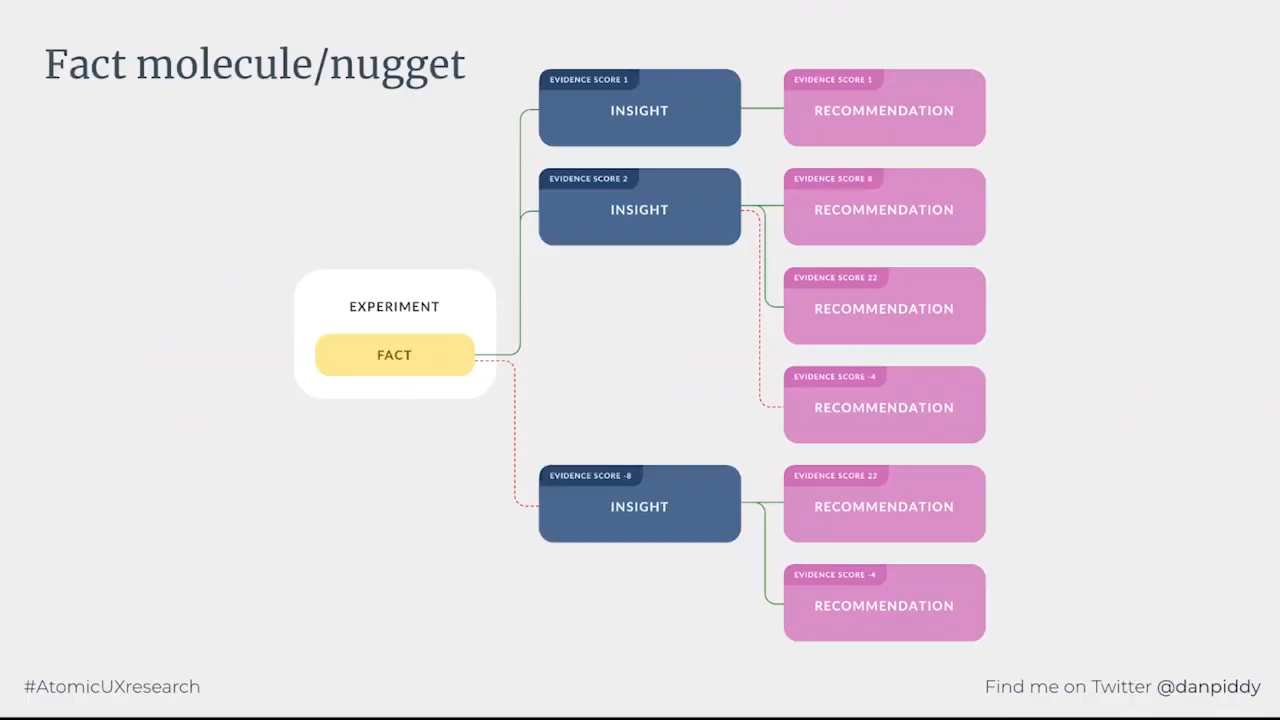 Fact molecule/nugget
EVIDENCE SCORE 1
INSIGHT
EVIDENCE SCORE 1
RECOMMENDATION
EVIDENCE SCORE 2
INSIGHT
EVIDENCE SCORE 8
RECOMMENDATION
EVIDENCE SCORE 22
RECOMMENDATION
EXPERIMENT
FACT
EVIDENCE SCORE -4
RECOMMENDATION
EVIDENCE SCORE -8
INSIGHT
EVIDENCE SCORE 22
RECOMMENDATION
EVIDENCE SCORE -4
RECOMMENDATION
#AtomicUXresearch
Find me on Twitter @danpiddy